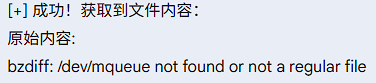 [+] 成功！获取到文件内容：
原始内容:
bzdiff: /dev/mqueue not found or not a regular file